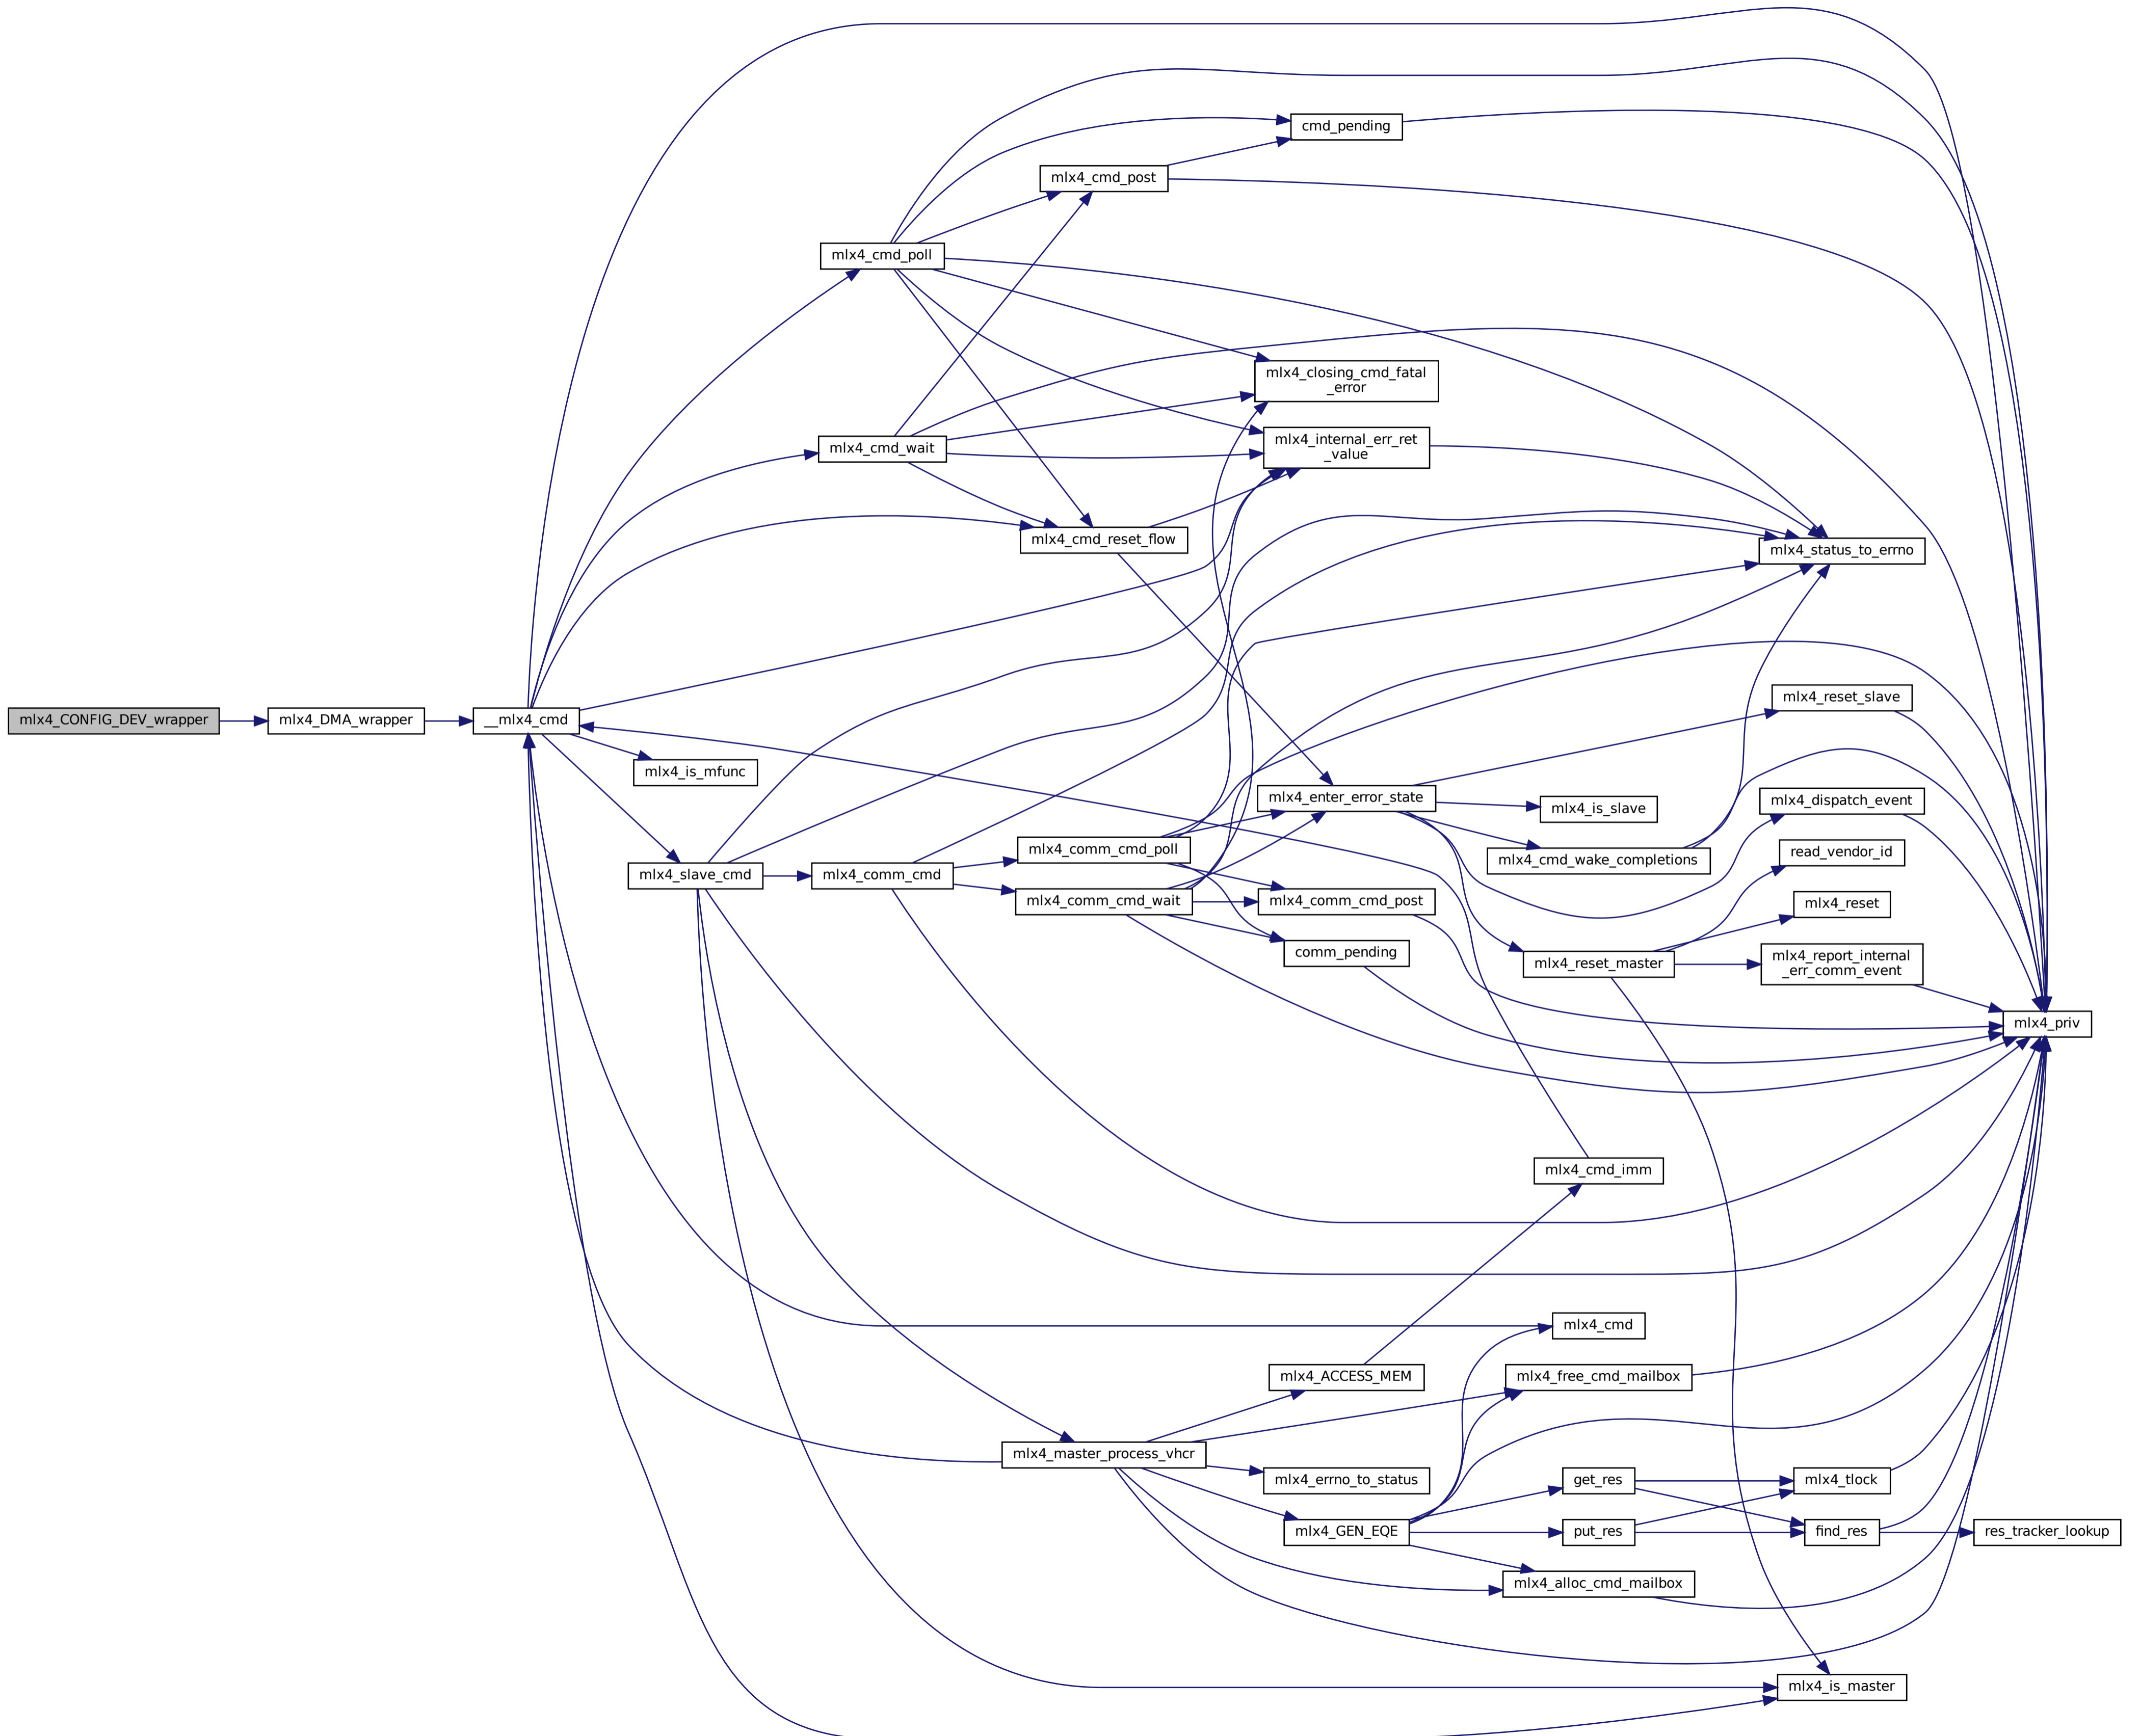 cmd_pending
mlx4_cmd_post
mlx4_cmd_poll
mlx4_closing_cmd_fatal
_error
mlx4_cmd_wait
mlx4_internal_err_ret
_value
mlx4_cmd_reset_flow
mlx4_status_to_errno
mlx4_reset_slave
mlx4_CONFIG_DEV_wrapper
mlx4_DMA_wrapper
__mlx4_cmd
mlx4_is_mfunc
mlx4_enter_error_state
mlx4_is_slave
mlx4_dispatch_event
mlx4_comm_cmd_poll
mlx4_cmd_wake_completions
read_vendor_id
mlx4_slave_cmd
mlx4_comm_cmd
mlx4_comm_cmd_wait
mlx4_comm_cmd_post
mlx4_reset
comm_pending
mlx4_reset_master
mlx4_report_internal
_err_comm_event
mlx4_priv
mlx4_cmd_imm
mlx4_cmd
mlx4_ACCESS_MEM
mlx4_free_cmd_mailbox
mlx4_master_process_vhcr
mlx4_errno_to_status
get_res
mlx4_tlock
mlx4_GEN_EQE
put_res
find_res
res_tracker_lookup
mlx4_alloc_cmd_mailbox
mlx4_is_master